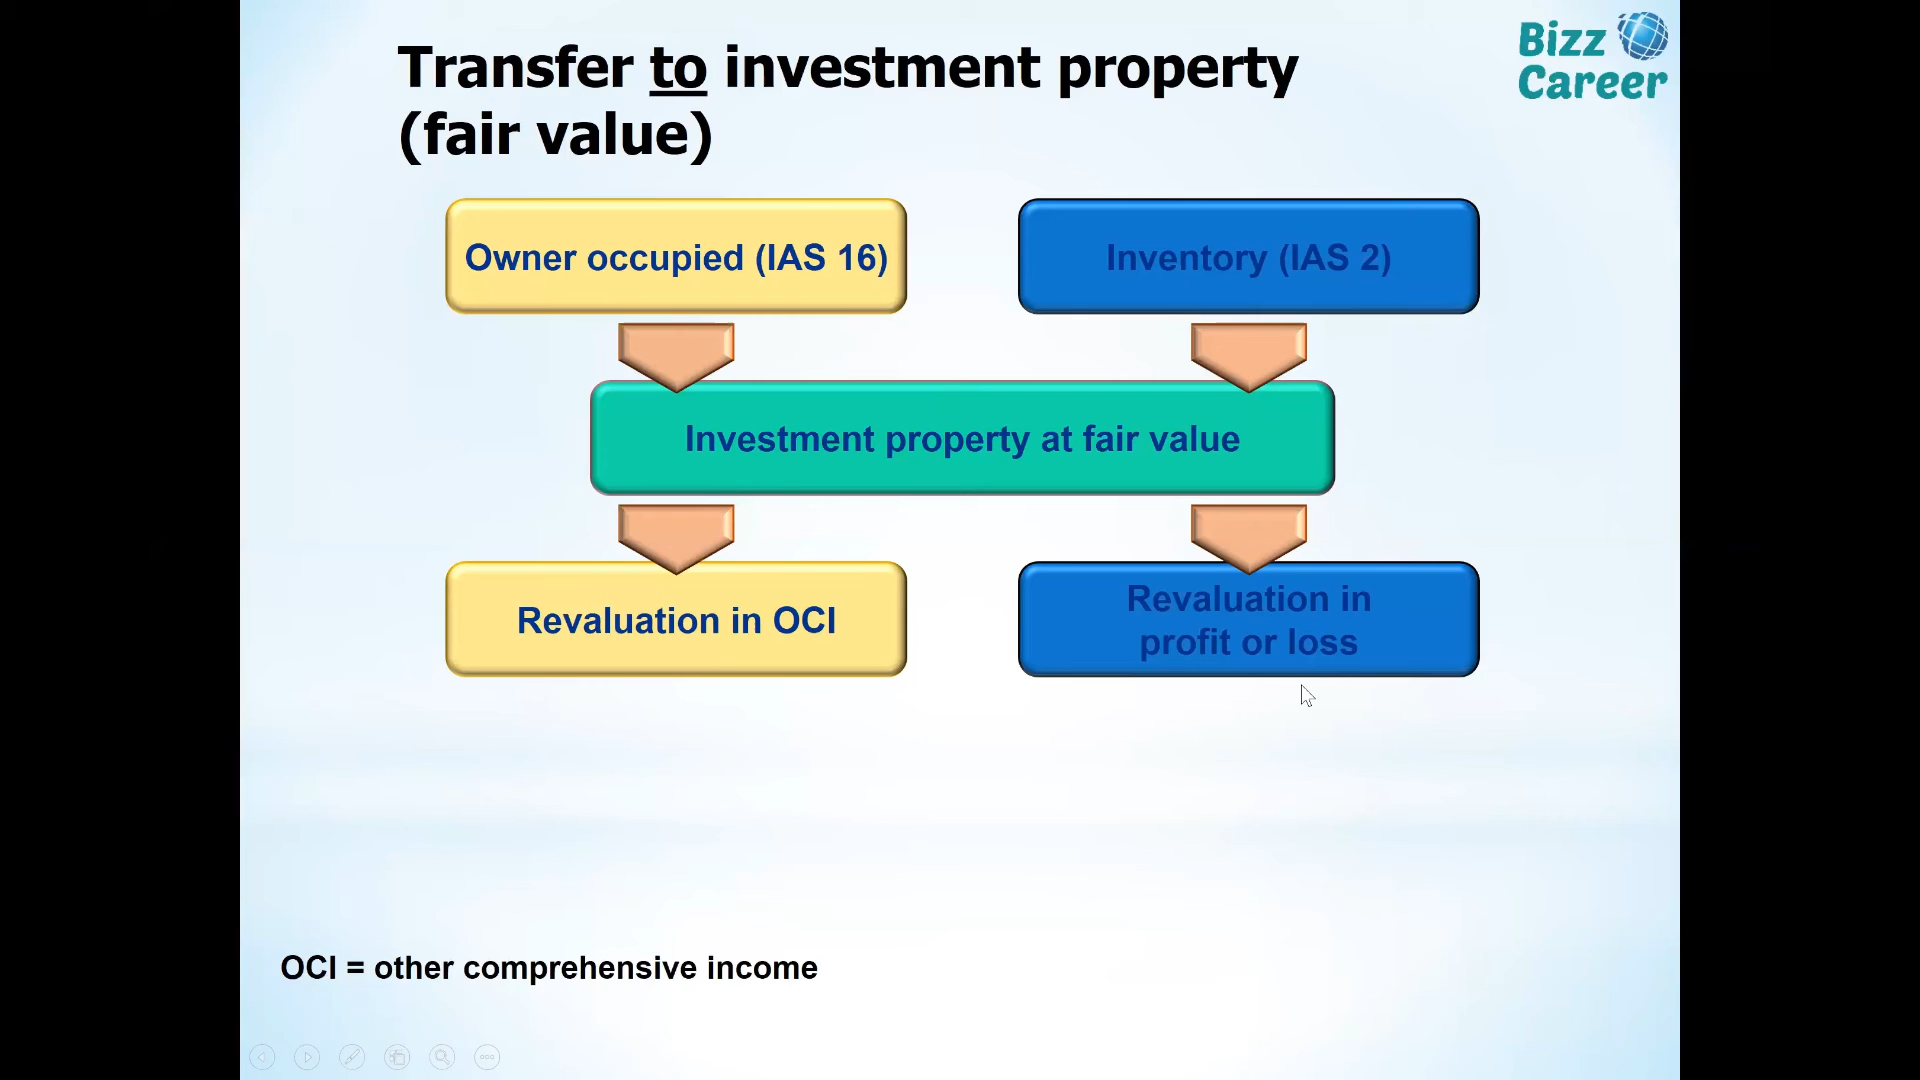 Bizz
Career
Transfer to investment property
(fair value)
Owner occupied (IAS 16)
Inventory (IAS 2)
Investment property at fair value
Revaluation in OCI
Revaluation in
profit or loss
OCI = other comprehensive income